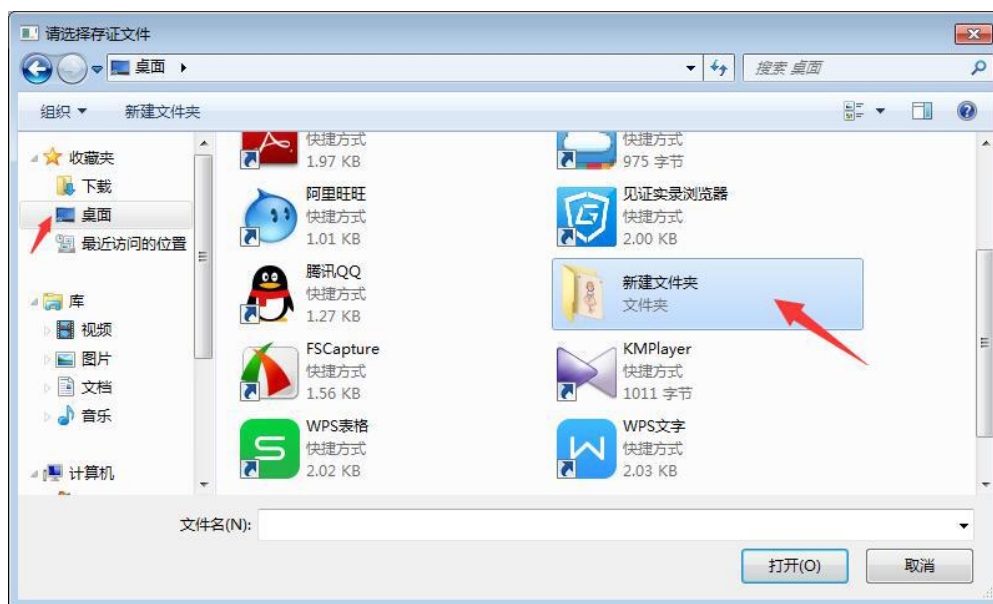 请选择存证文件
桌面
搜索 桌面
组织
新建文件夹
收藏夹
下载
桌面
最近访问的位置
库
视频
图片
文档
音乐
计算机
快捷方式
1.97 KB
快捷方式
975 字节
阿里旺旺
快捷方式
1.01 KB
见证实录浏览器
快捷方式
2.00 KB
腾讯QQ
快捷方式
1.27 KB
新建文件夹
文件夹
FSCapture
快捷方式
1.56 KB
KMPlayer
快捷方式
1011 字节
WPS表格
快捷方式
2.02 KB
WPS文字
快捷方式
2.03 KB
文件名(N):
打开(O)
取消